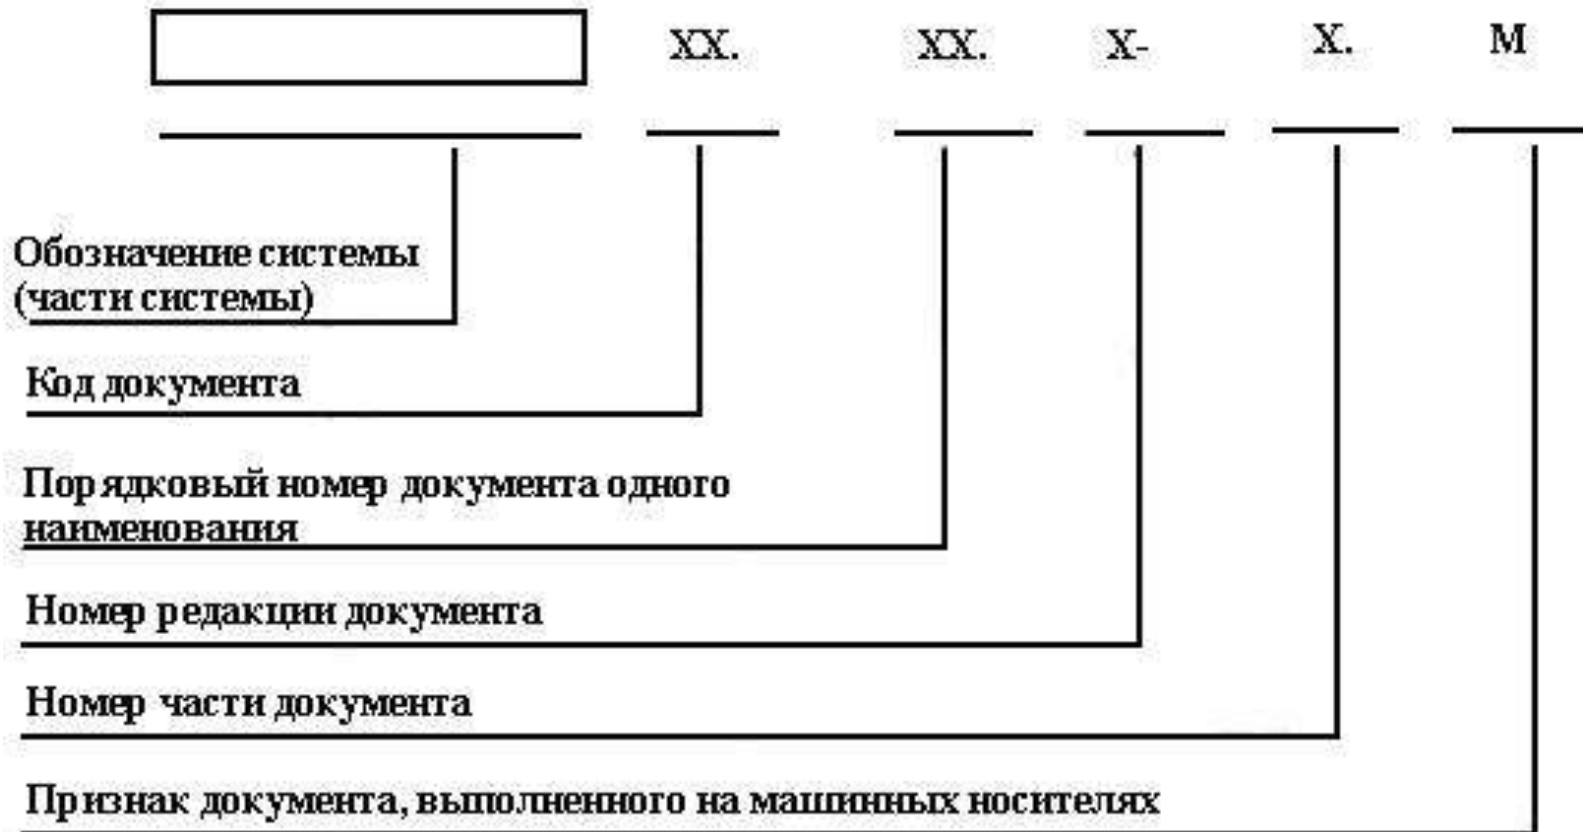 XX. XX. X- X. М
Обозначение системы
(части системы)
Код документа
Порядковый номер документа одного
наименования
Номер редакции документа
Номер части документа
Признак документа, выполненного на машинных носителях